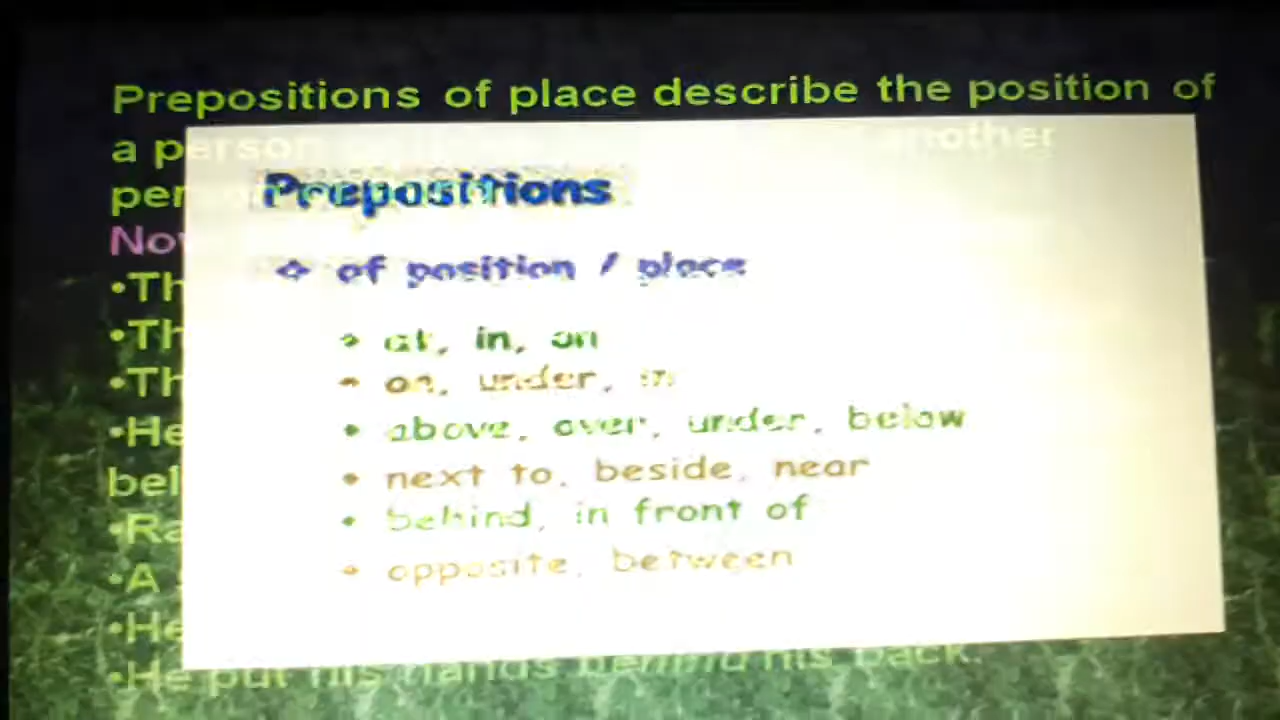 Prepositions of place describe the position of
a person another
per
No
•Th
•Th
•Th
•He
bel
•Ra
•A
•He
•He put his hands behind his back.
Prepositions
of position / place
at, in, on
on, under, in
above, over, under, below
next to, beside, near
behind, in front of
opposite, between